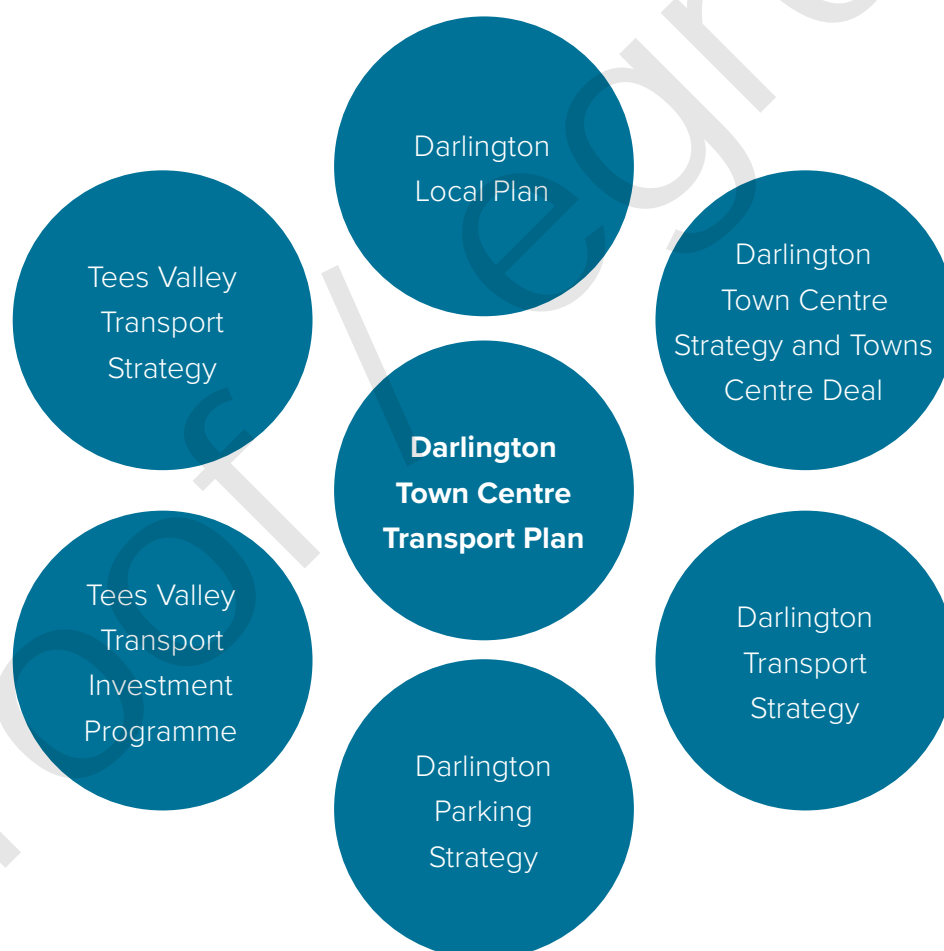 Darlington
Local Plan
Tees Valley
Transport
Strategy
Darlington
Town Centre
Strategy and Towns
Centre Deal
Darlington
Town Centre
Transport Plan
Tees Valley
Transport
Investment
Programme
Darlington
Transport
Strategy
Darlington
Parking
Strategy